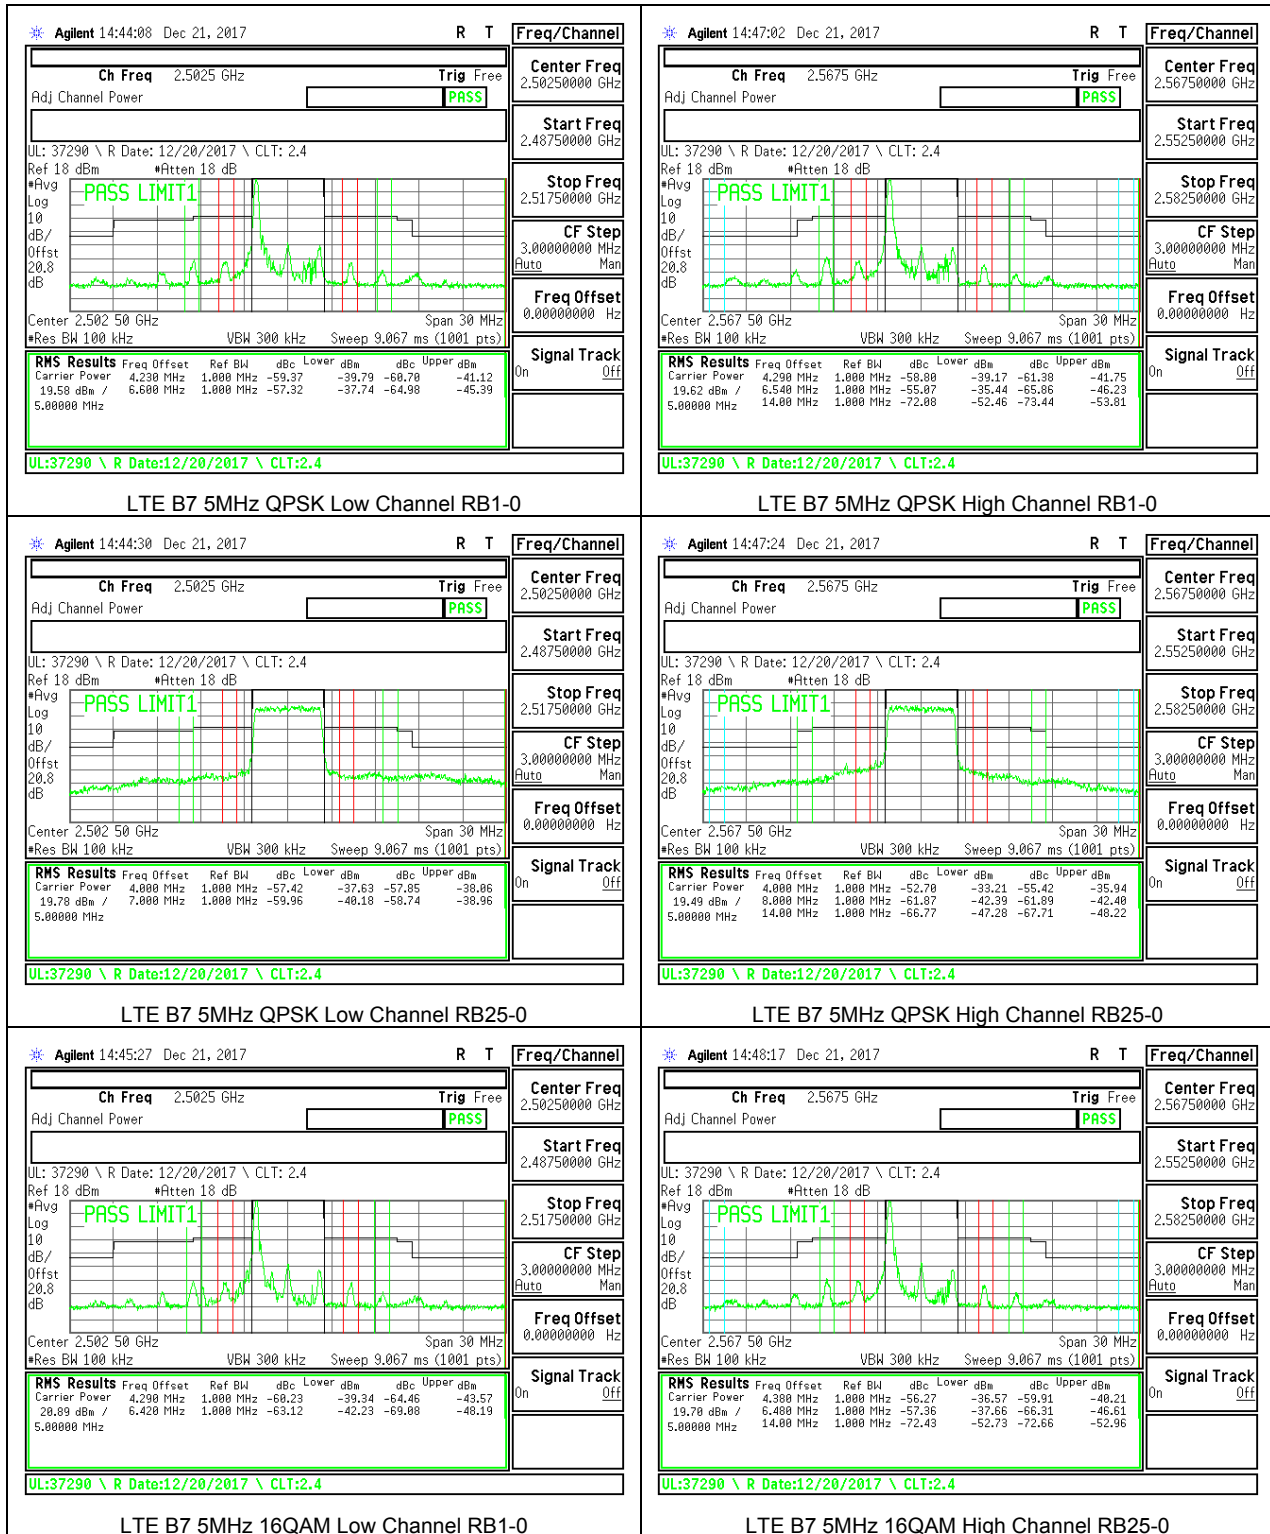 Agilent 14:44:08 Dec 21, 2017 R T Freq/Channel
Ch Freq 2.5025 GHz Trig Free
Adj Channel Power PASS
Center Freq
2.50250000 GHz
Start Freq
2.48750000 GHz
Stop Freq
2.51750000 GHz
CF Step
3.00000000 MHz
Auto Man
Freq Offset
0.00000000 Hz
Signal Track
On Off
UL: 37290 \ R Date: 12/20/2017 \ CLT: 2.4
Ref 18 dBm #Atten 18 dB
#Avg
Log
10
dB/
Offst
20.8
dB
PASS LIMIT1
Center 2.502 50 GHz Span 30 MHz
#Res BW 100 kHz VBW 300 kHz Sweep 9.067 ms (1001 pts)
RMS Results Freq Offset Ref BW dBc Lower dBm dBc Upper dBm
Carrier Power 4.230 MHz 1.000 MHz -59.37 -39.79 -60.70 -41.12
19.58 dBm / 6.600 MHz 1.000 MHz -57.32 -37.74 -64.98 -45.39
5.00000 MHz
UL:37290 \ R Date:12/20/2017 \ CLT:2.4
LTE B7 5MHz QPSK Low Channel RB1-0
Agilent 14:47:02 Dec 21, 2017 R T Freq/Channel
Ch Freq 2.5675 GHz Trig Free
Adj Channel Power PASS
Center Freq
2.56750000 GHz
Start Freq
2.55250000 GHz
Stop Freq
2.58250000 GHz
CF Step
3.00000000 MHz
Auto Man
Freq Offset
0.00000000 Hz
Signal Track
On Off
UL: 37290 \ R Date: 12/20/2017 \ CLT: 2.4
Ref 18 dBm #Atten 18 dB
#Avg
Log
10
dB/
Offst
20.8
dB
PASS LIMIT1
Center 2.567 50 GHz Span 30 MHz
#Res BW 100 kHz VBW 300 kHz Sweep 9.067 ms (1001 pts)
RMS Results Freq Offset Ref BW dBc Lower dBm dBc Upper dBm
Carrier Power 4.290 MHz 1.000 MHz -58.80 -39.17 -61.38 -41.75
19.62 dBm / 6.540 MHz 1.000 MHz -55.07 -35.44 -65.86 -46.23
5.00000 MHz 14.00 MHz 1.000 MHz -72.08 -52.46 -73.44 -53.81
UL:37290 \ R Date:12/20/2017 \ CLT:2.4
LTE B7 5MHz QPSK High Channel RB1-0
Agilent 14:44:30 Dec 21, 2017 R T Freq/Channel
Ch Freq 2.5025 GHz Trig Free
Adj Channel Power PASS
Center Freq
2.50250000 GHz
Start Freq
2.48750000 GHz
Stop Freq
2.51750000 GHz
CF Step
3.00000000 MHz
Auto Man
Freq Offset
0.00000000 Hz
Signal Track
On Off
UL: 37290 \ R Date: 12/20/2017 \ CLT: 2.4
Ref 18 dBm #Atten 18 dB
#Avg
Log
10
dB/
Offst
20.8
dB
PASS LIMIT1
Center 2.502 50 GHz Span 30 MHz
#Res BW 100 kHz VBW 300 kHz Sweep 9.067 ms (1001 pts)
RMS Results Freq Offset Ref BW dBc Lower dBm dBc Upper dBm
Carrier Power 4.000 MHz 1.000 MHz -57.42 -37.63 -57.85 -38.06
19.78 dBm / 7.000 MHz 1.000 MHz -59.96 -40.18 -58.74 -38.96
5.00000 MHz
UL:37290 \ R Date:12/20/2017 \ CLT:2.4
LTE B7 5MHz QPSK Low Channel RB25-0
Agilent 14:47:24 Dec 21, 2017 R T Freq/Channel
Ch Freq 2.5675 GHz Trig Free
Adj Channel Power PASS
Center Freq
2.56750000 GHz
Start Freq
2.55250000 GHz
Stop Freq
2.58250000 GHz
CF Step
3.00000000 MHz
Auto Man
Freq Offset
0.00000000 Hz
Signal Track
On Off
UL: 37290 \ R Date: 12/20/2017 \ CLT: 2.4
Ref 18 dBm #Atten 18 dB
#Avg
Log
10
dB/
Offst
20.8
dB
PASS LIMIT1
Center 2.567 50 GHz Span 30 MHz
#Res BW 100 kHz VBW 300 kHz Sweep 9.067 ms (1001 pts)
RMS Results Freq Offset Ref BW dBc Lower dBm dBc Upper dBm
Carrier Power 4.000 MHz 1.000 MHz -52.70 -33.21 -55.42 -35.94
19.49 dBm / 8.000 MHz 1.000 MHz -61.87 -42.39 -61.89 -42.40
5.00000 MHz 14.00 MHz 1.000 MHz -66.77 -47.28 -67.71 -48.22
UL:37290 \ R Date:12/20/2017 \ CLT:2.4
LTE B7 5MHz QPSK High Channel RB25-0
Agilent 14:45:27 Dec 21, 2017 R T Freq/Channel
Ch Freq 2.5025 GHz Trig Free
Adj Channel Power PASS
Center Freq
2.50250000 GHz
Start Freq
2.48750000 GHz
Stop Freq
2.51750000 GHz
CF Step
3.00000000 MHz
Auto Man
Freq Offset
0.00000000 Hz
Signal Track
On Off
UL: 37290 \ R Date: 12/20/2017 \ CLT: 2.4
Ref 18 dBm #Atten 18 dB
#Avg
Log
10
dB/
Offst
20.8
dB
PASS LIMIT1
Center 2.502 50 GHz Span 30 MHz
#Res BW 100 kHz VBW 300 kHz Sweep 9.067 ms (1001 pts)
RMS Results Freq Offset Ref BW dBc Lower dBm dBc Upper dBm
Carrier Power 4.290 MHz 1.000 MHz -60.23 -39.34 -64.46 -43.57
20.89 dBm / 6.420 MHz 1.000 MHz -63.12 -42.23 -69.08 -48.19
5.00000 MHz
UL:37290 \ R Date:12/20/2017 \ CLT:2.4
LTE B7 5MHz 16QAM Low Channel RB1-0
Agilent 14:48:17 Dec 21, 2017 R T Freq/Channel
Ch Freq 2.5675 GHz Trig Free
Adj Channel Power PASS
Center Freq
2.56750000 GHz
Start Freq
2.55250000 GHz
Stop Freq
2.58250000 GHz
CF Step
3.00000000 MHz
Auto Man
Freq Offset
0.00000000 Hz
Signal Track
On Off
UL: 37290 \ R Date: 12/20/2017 \ CLT: 2.4
Ref 18 dBm #Atten 18 dB
#Avg
Log
10
dB/
Offst
20.8
dB
PASS LIMIT1
Center 2.567 50 GHz Span 30 MHz
#Res BW 100 kHz VBW 300 kHz Sweep 9.067 ms (1001 pts)
RMS Results Freq Offset Ref BW dBc Lower dBm dBc Upper dBm
Carrier Power 4.380 MHz 1.000 MHz -56.27 -36.57 -59.91 -40.21
19.70 dBm / 6.480 MHz 1.000 MHz -57.36 -37.66 -66.31 -46.61
5.00000 MHz 14.00 MHz 1.000 MHz -72.43 -52.73 -72.66 -52.96
UL:37290 \ R Date:12/20/2017 \ CLT:2.4
LTE B7 5MHz 16QAM High Channel RB25-0